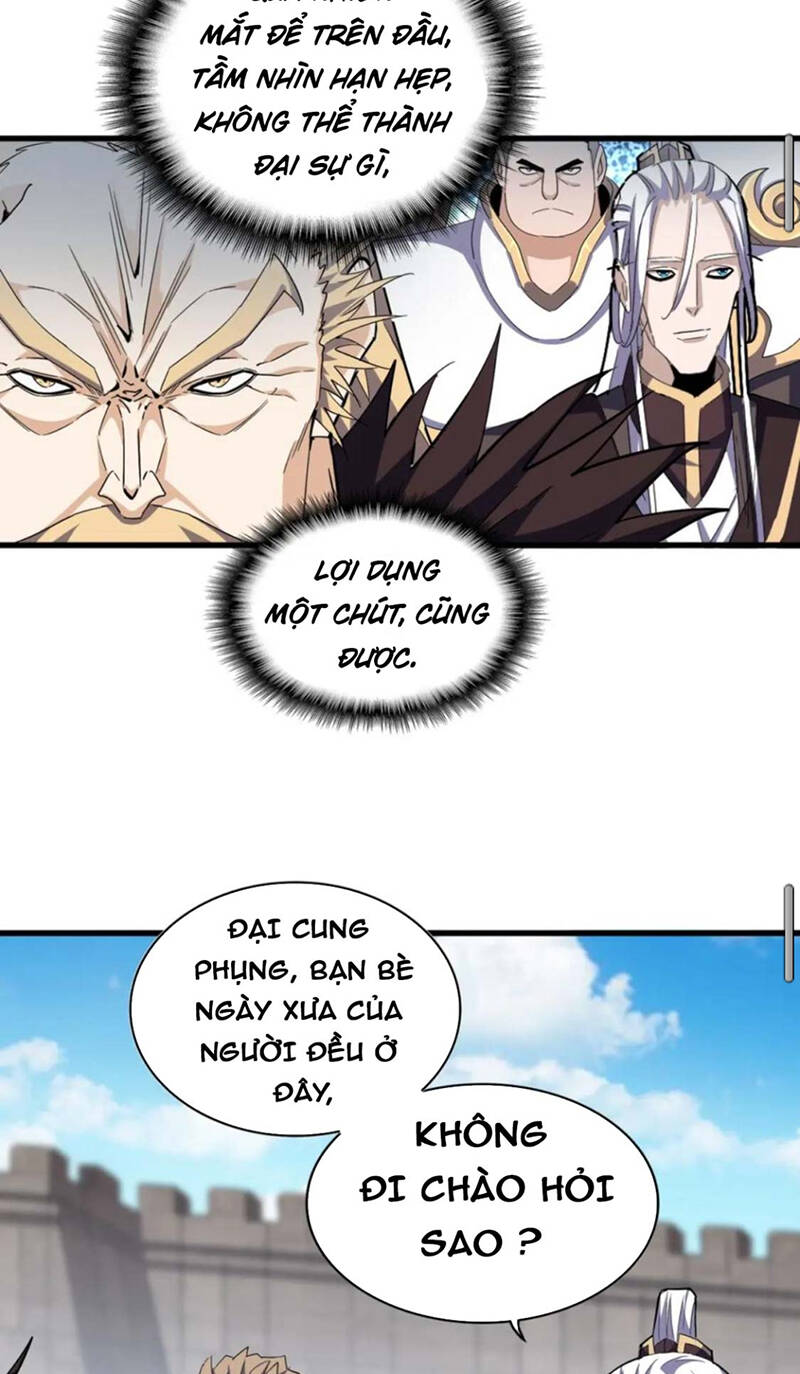 MẮT ĐỂ TRÊN ĐẦU,
TẦM NHÌN HẠN HẸP,
KHÔNG THỂ THÀNH
ĐẠI SỰ GÌ,
LỢI DỤNG
MỘT CHÚT, CŨNG
ĐƯỢC.
ĐẠI CUNG
PHỤNG, BẠN BÈ
NGÀY XƯA CỦA
NGƯỜI ĐỀU Ở
ĐÂY,
KHÔNG
ĐI CHÀO HỎI
SAO ?